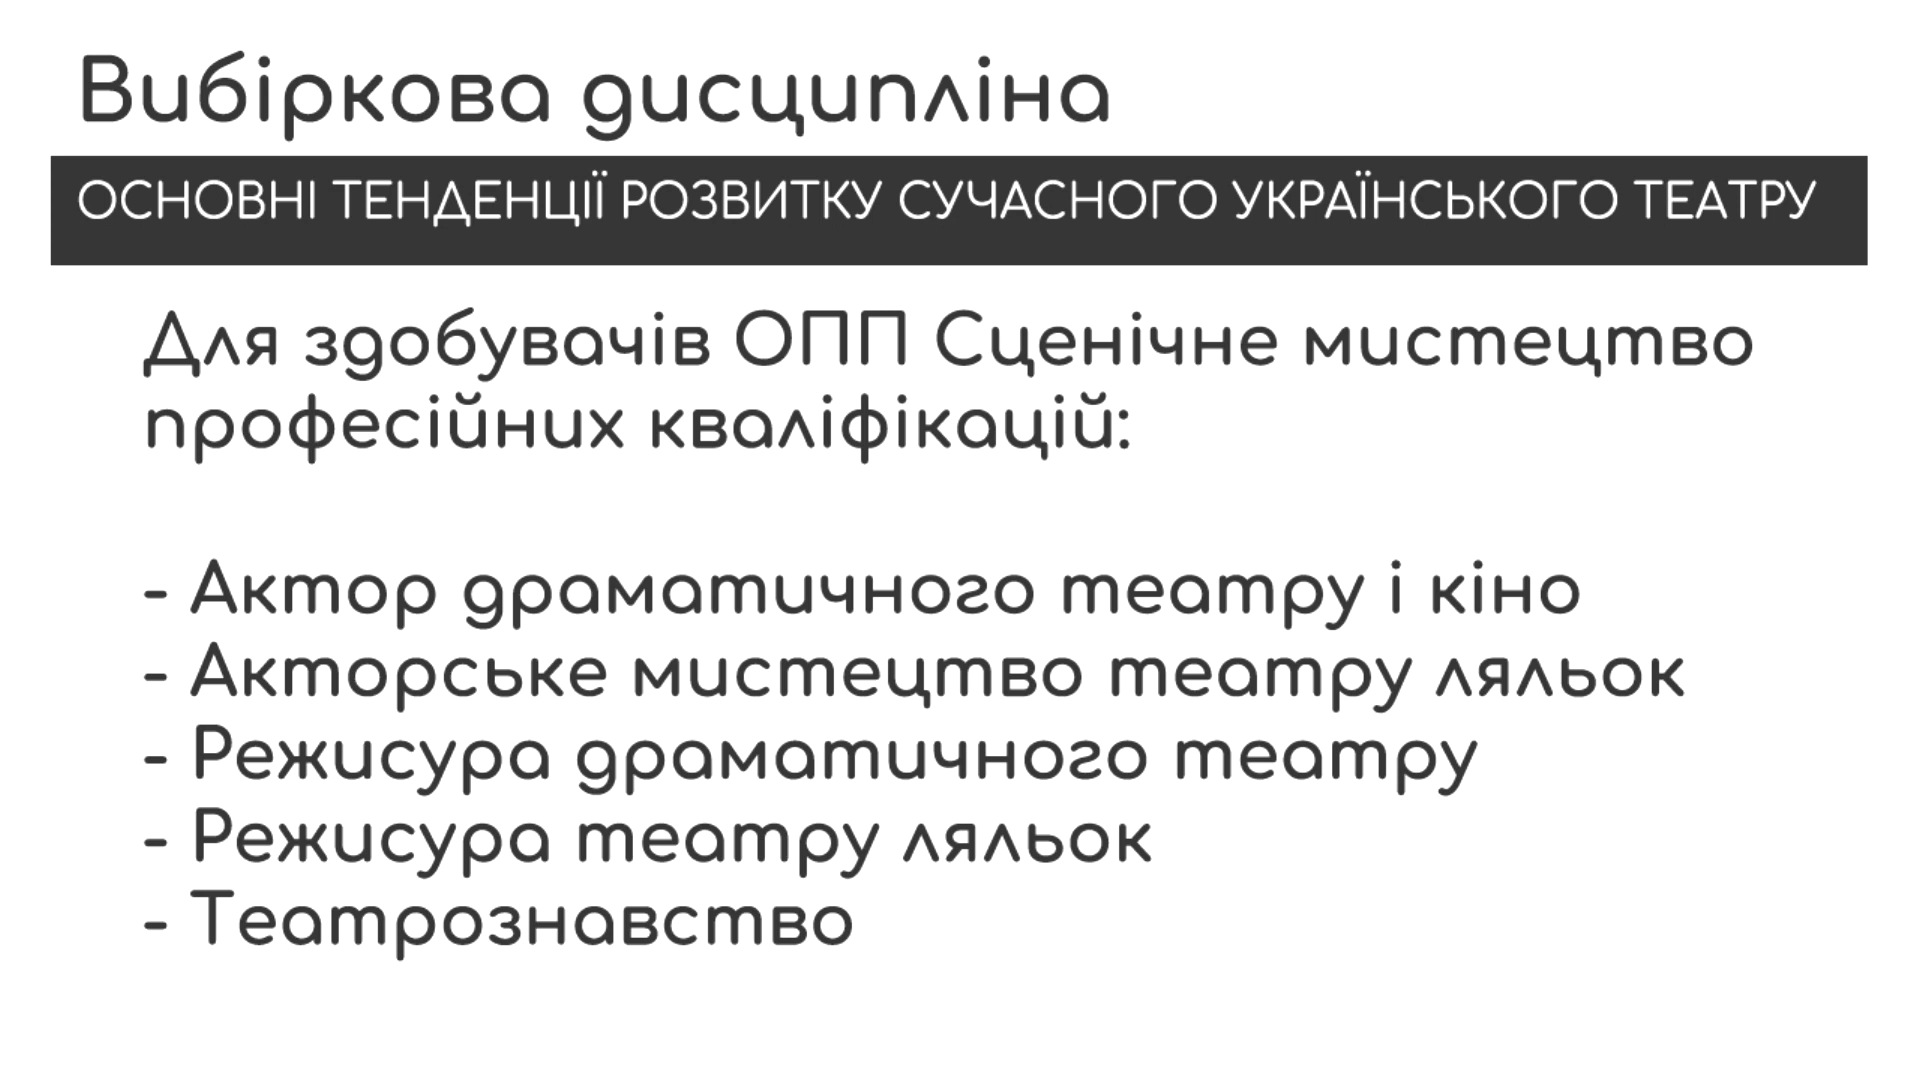 Вибіркова дисципліна
ОСНОВНІ ТЕНДЕНЦІЇ РОЗВИТКУ СУЧАСНОГО УКРАЇНСЬКОГО ТЕАТРУ
Для здобувачів ОПП Сценічне мистецтво
професійних кваліфікацій:
- Актор драматичного театру і кіно
- Акторське мистецтво театру ляльок
- Режисура драматичного театру
- Режисура театру ляльок
- Театрознавство